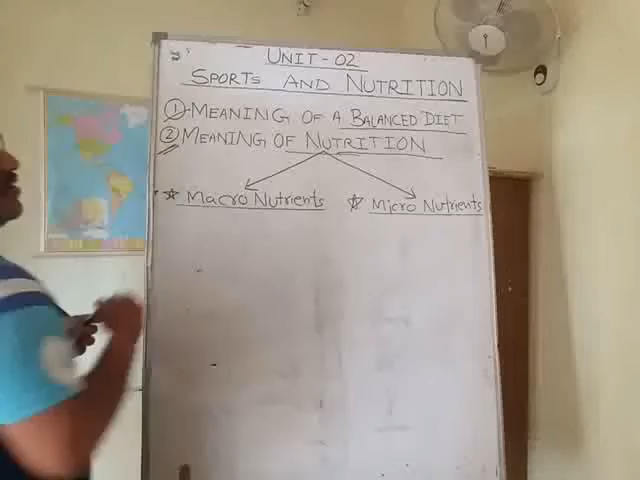 UNIT-02
SPORTS AND NUTRITION
① MEANING OF A BALANCED DIET
② MEANING OF NUTRITION
☆ Macro Nutrients ☆ Micro Nutrients